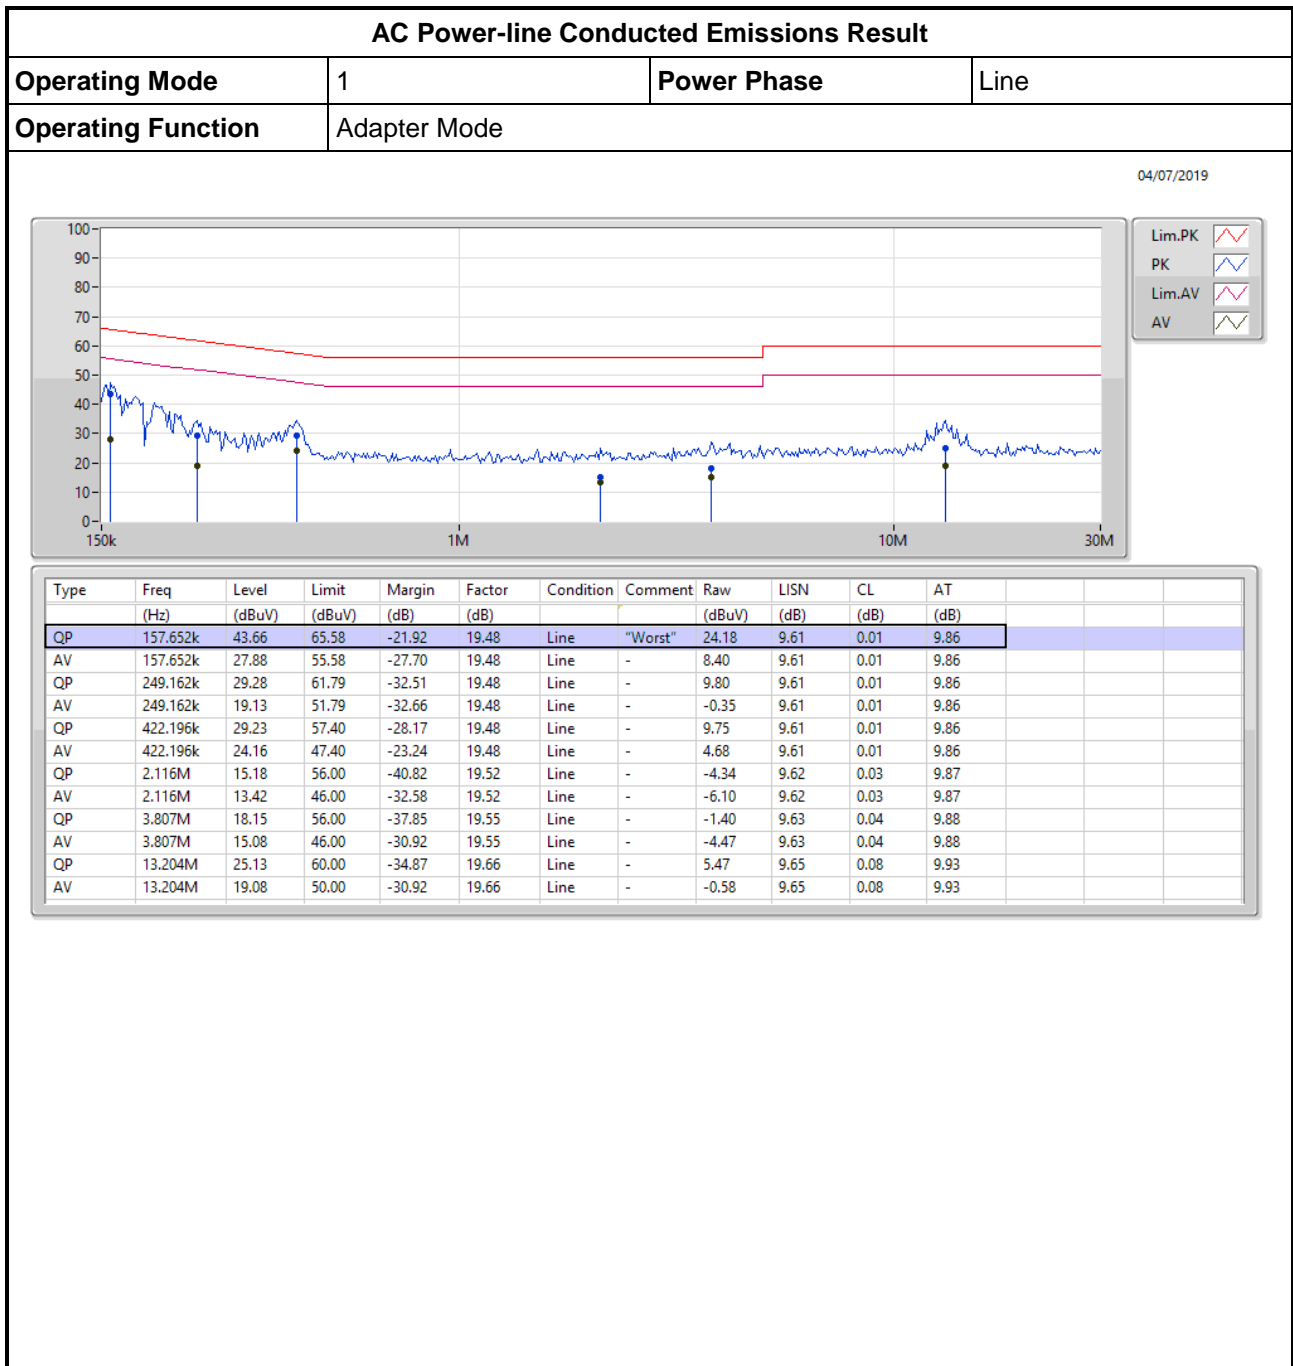 AC Power-line Conducted Emissions Result
Operating Mode 1 Power Phase Line
Operating Function Adapter Mode
04/07/2019
100
90
80
70
60
50
40
30
20
10
0
150k 1M 10M 30M
Lim.PK
PK
Lim.AV
AV
Type Freq Level Limit Margin Factor Condition Comment Raw LISN CL AT
(Hz) (dBuV) (dBuV) (dB) (dB) (dBuV) (dB) (dB) (dB)
QP 157.652k 43.66 65.58 -21.92 19.48 Line "Worst" 24.18 9.61 0.01 9.86
AV 157.652k 27.88 55.58 -27.70 19.48 Line - 8.40 9.61 0.01 9.86
QP 249.162k 29.28 61.79 -32.51 19.48 Line - 9.80 9.61 0.01 9.86
AV 249.162k 19.13 51.79 -32.66 19.48 Line - -0.35 9.61 0.01 9.86
QP 422.196k 29.23 57.40 -28.17 19.48 Line - 9.75 9.61 0.01 9.86
AV 422.196k 24.16 47.40 -23.24 19.48 Line - 4.68 9.61 0.01 9.86
QP 2.116M 15.18 56.00 -40.82 19.52 Line - -4.34 9.62 0.03 9.87
AV 2.116M 13.42 46.00 -32.58 19.52 Line - -6.10 9.62 0.03 9.87
QP 3.807M 18.15 56.00 -37.85 19.55 Line - -1.40 9.63 0.04 9.88
AV 3.807M 15.08 46.00 -30.92 19.55 Line - -4.47 9.63 0.04 9.88
QP 13.204M 25.13 60.00 -34.87 19.66 Line - 5.47 9.65 0.08 9.93
AV 13.204M 19.08 50.00 -30.92 19.66 Line - -0.58 9.65 0.08 9.93